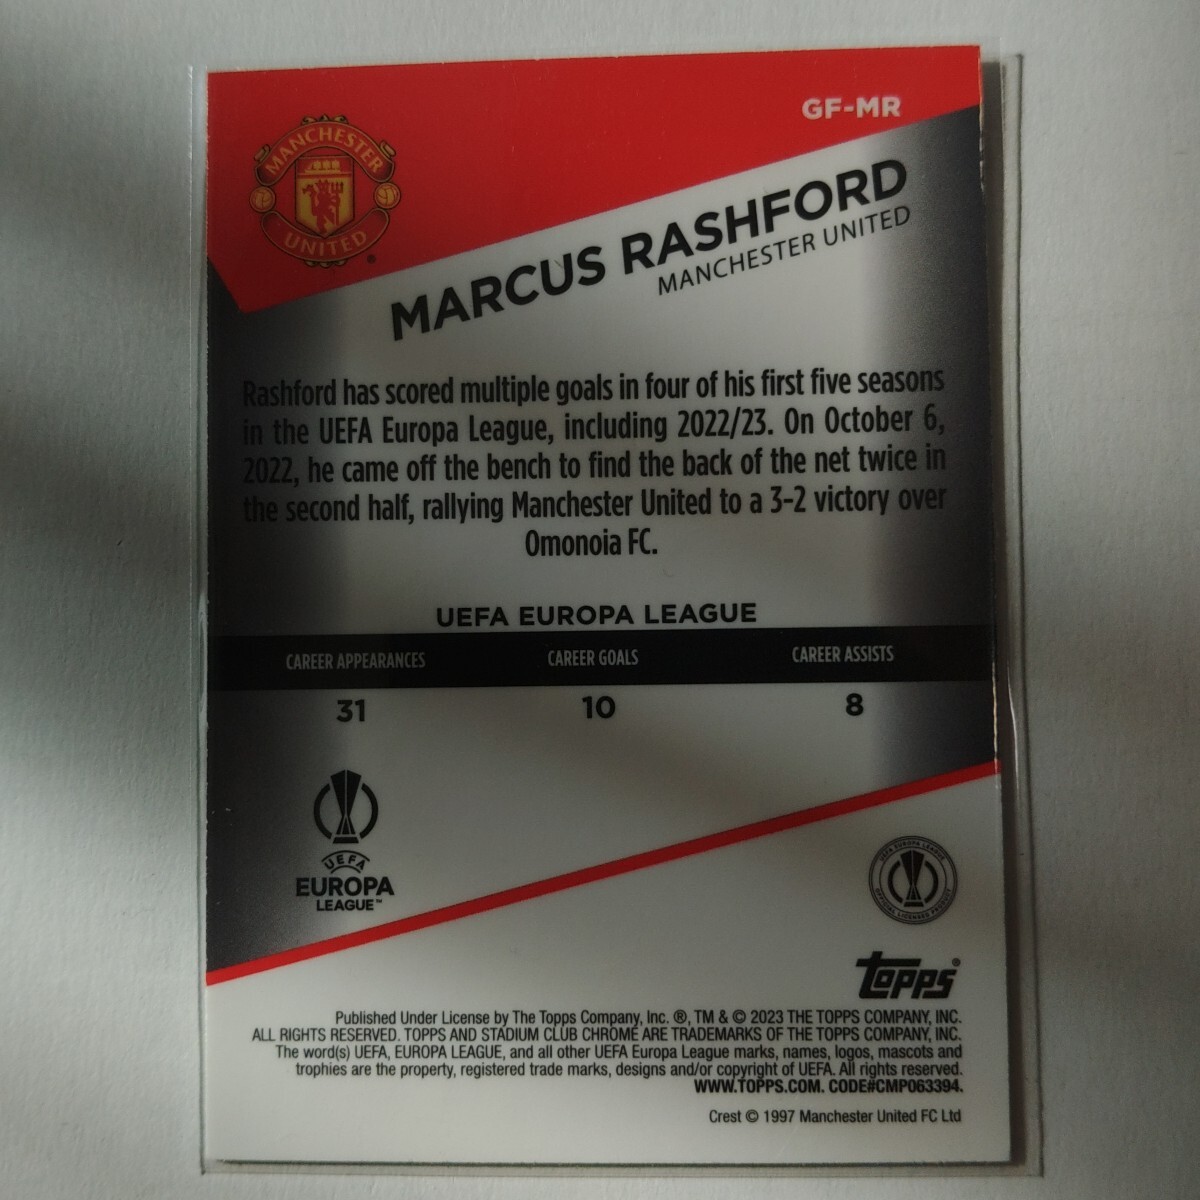 GF-MR
MANCHESTER
UNITED
®
MARCUS RASHFORD
MANCHESTER UNITED
Rashford has scored multiple goals in four of his first five seasons
in the UEFA Europa League, including 2022/23. On October 6,
2022, he came off the bench to find the back of the net twice in
the second half, rallying Manchester United to a 3-2 victory over
Omonoia FC.
UEFA EUROPA LEAGUE
CAREER APPEARANCES CAREER GOALS CAREER ASSISTS
31 10 8
UEFA
EUROPA
LEAGUE™
UEFA EUROPA LEAGUE
OFFICIAL LICENSED PRODUCT
Topps®
Published Under License by The Topps Company, Inc. ®, TM & © 2023 THE TOPPS COMPANY, INC.
ALL RIGHTS RESERVED. TOPPS AND STADIUM CLUB CHROME ARE TRADEMARKS OF THE TOPPS COMPANY, INC.
The word(s) UEFA, EUROPA LEAGUE, and all other UEFA Europa League marks, names, logos, mascots and
trophies are the property, registered trade marks, designs and/or copyright of UEFA. All rights reserved.
WWW.TOPPS.COM. CODE#CMP063394.
Crest © 1997 Manchester United FC Ltd